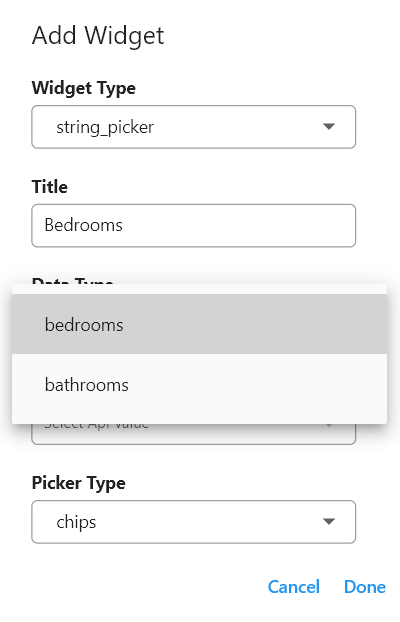 Add Widget
Widget Type
string_picker
Title
Bedrooms
Data Type
bedrooms
bathrooms
Select Api Value
Picker Type
chips
Cancel Done